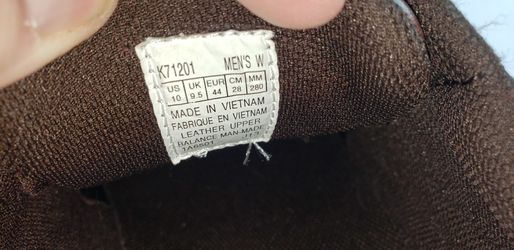 K71201 MEN'S W
US UK EUR CM MM
10 9.5 44 28 280
MADE IN VIETNAM
FABRIQUE EN VIETNAM
LEATHER UPPER
BALANCE MAN-MADE